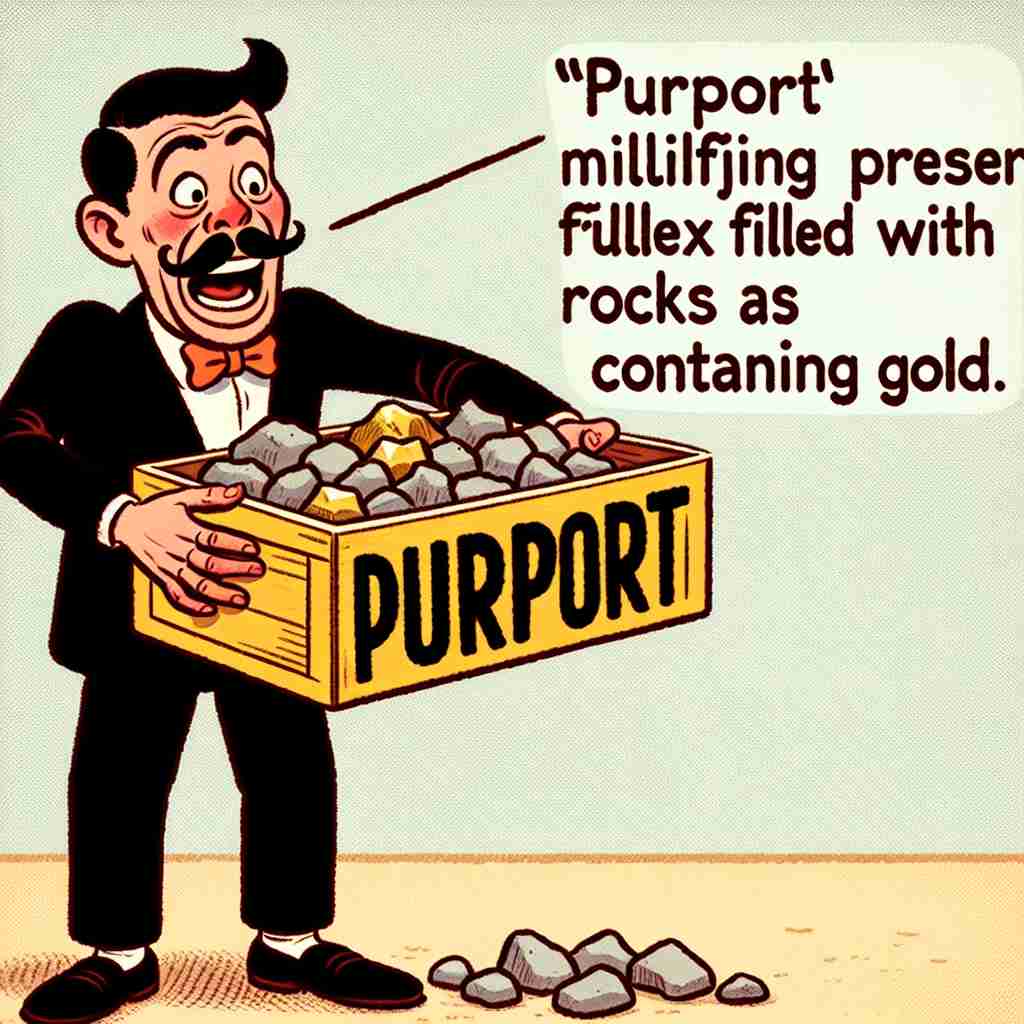 “Purport‘
millilfjing preser
fullex filled with
rocks as
contaning gold.
PURPORT